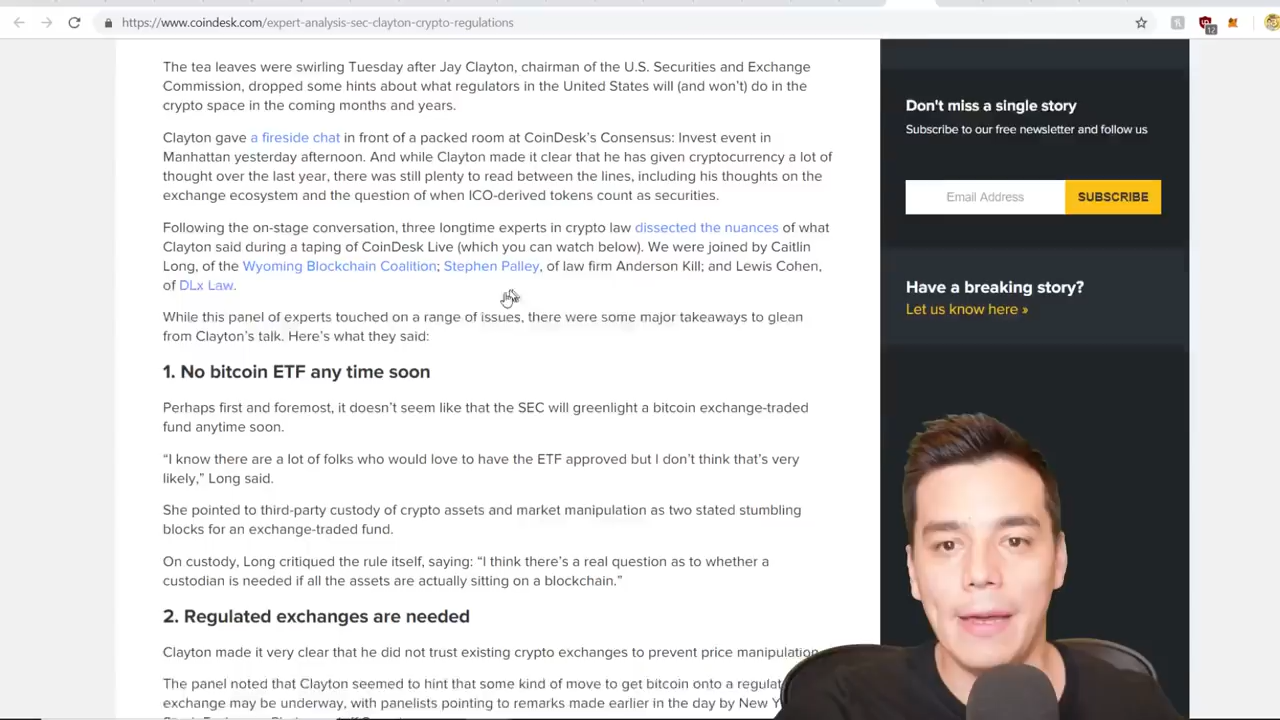 https://www.coindesk.com/expert-analysis-sec-clayton-crypto-regulations
12
The tea leaves were swirling Tuesday after Jay Clayton, chairman of the U.S. Securities and Exchange
Commission, dropped some hints about what regulators in the United States will (and won't) do in the
crypto space in the coming months and years.
Clayton gave a fireside chat in front of a packed room at CoinDesk's Consensus: Invest event in
Manhattan yesterday afternoon. And while Clayton made it clear that he has given cryptocurrency a lot of
thought over the last year, there was still plenty to read between the lines, including his thoughts on the
exchange ecosystem and the question of when ICO-derived tokens count as securities.
Following the on-stage conversation, three longtime experts in crypto law dissected the nuances of what
Clayton said during a taping of CoinDesk Live (which you can watch below). We were joined by Caitlin
Long, of the Wyoming Blockchain Coalition; Stephen Palley, of law firm Anderson Kill; and Lewis Cohen,
of DLx Law.
While this panel of experts touched on a range of issues, there were some major takeaways to glean
from Clayton's talk. Here's what they said:
1. No bitcoin ETF any time soon
Perhaps first and foremost, it doesn't seem like that the SEC will greenlight a bitcoin exchange-traded
fund anytime soon.
“I know there are a lot of folks who would love to have the ETF approved but I don't think that's very
likely,” Long said.
She pointed to third-party custody of crypto assets and market manipulation as two stated stumbling
blocks for an exchange-traded fund.
On custody, Long critiqued the rule itself, saying: “I think there's a real question as to whether a
custodian is needed if all the assets are actually sitting on a blockchain.”
2. Regulated exchanges are needed
Clayton made it very clear that he did not trust existing crypto exchanges to prevent price manipulation.
The panel noted that Clayton seemed to hint that some kind of move to get bitcoin onto a regulat
exchange may be underway, with panelists pointing to remarks made earlier in the day by New Y
Don't miss a single story
Subscribe to our free newsletter and follow us
Email Address
SUBSCRIBE
Have a breaking story?
Let us know here »